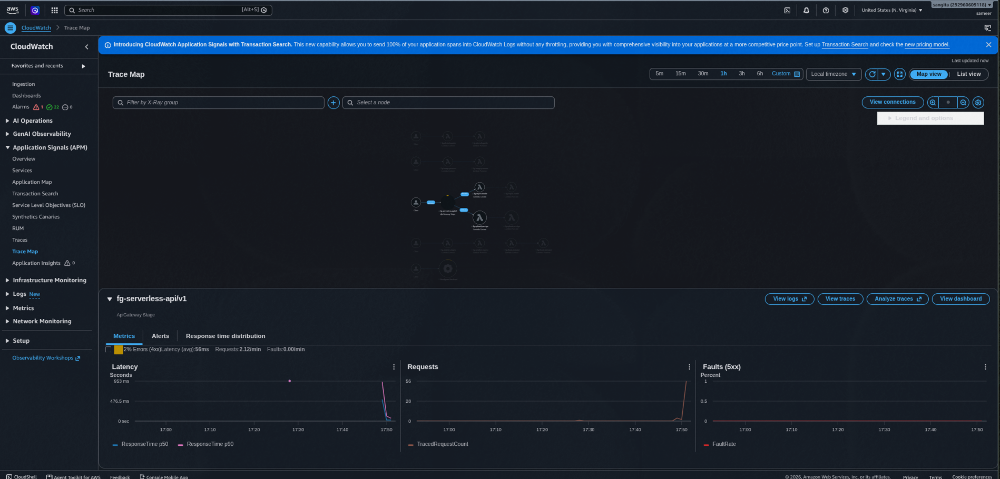 aws
Search [Alt+S]
United States (N. Virginia)
sangita (292960609118)
sameer
CloudWatch > Trace Map
CloudWatch
Favorites and recents
Ingestion
Dashboards
Alarms 1 22 0
AI Operations
GenAI Observability
Application Signals (APM)
Overview
Services
Application Map
Transaction Search
Service Level Objectives (SLO)
Synthetics Canaries
RUM
Traces
Trace Map
Application Insights 0
Infrastructure Monitoring
Logs New
Metrics
Network Monitoring
Setup
Observability Workshops
Introducing CloudWatch Application Signals with Transaction Search. This new capability allows you to send 100% of your application spans into CloudWatch Logs without any throttling, providing you with comprehensive visibility into your applications at a more competitive price point. Set up Transaction Search and check the new pricing model.
Last updated now
Trace Map
5m 15m 30m 1h 3h 6h Custom
Local timezone
Map view List view
Filter by X-Ray group
Select a node
View connections
Legend and options
Client
Lambda Context
ApiGateway Stage
Lambda Context
fg-serverless-api/v1
View logs View traces Analyze traces View dashboard
ApiGateway Stage
Metrics Alerts Response time distribution
2% Errors (4xx)Latency (avg):56ms Requests:2.12/min Faults:0.00/min
Latency
Seconds
953 ms
476.5 ms
0 sec
17:00 17:10 17:20 17:30 17:40 17:50
ResponseTime p50 ResponseTime p90
Requests
56
28
0
17:00 17:10 17:20 17:30 17:40 17:50
TracedRequestCount
Faults (5xx)
Percent
1
0.5
0
17:00 17:10 17:20 17:30 17:40 17:50
FaultRate
CloudShell Agent Toolkit for AWS Feedback Console Mobile App
© 2026, Amazon Web Services, Inc. or its affiliates. Privacy Terms Cookie preferences